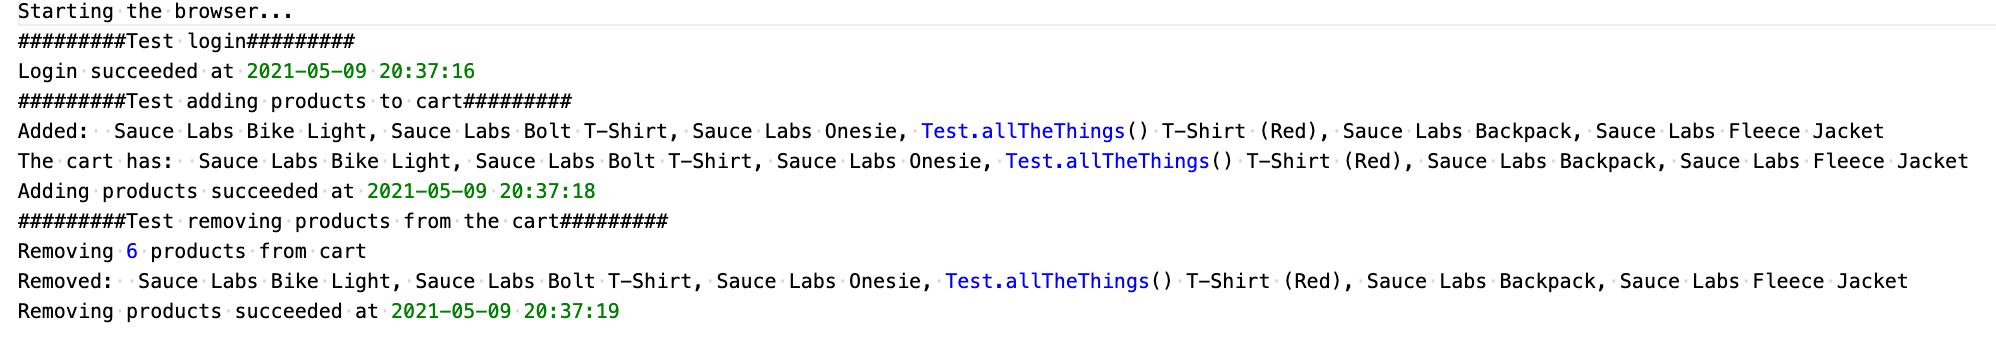 Starting the browser...
#########Test login#########
Login succeeded at 2021-05-09 20:37:16
#########Test adding products to cart#########
Added:  Sauce Labs Bike Light, Sauce Labs Bolt T-Shirt, Sauce Labs Onesie, Test.allTheThings() T-Shirt (Red), Sauce Labs Backpack, Sauce Labs Fleece Jacket
The cart has:  Sauce Labs Bike Light, Sauce Labs Bolt T-Shirt, Sauce Labs Onesie, Test.allTheThings() T-Shirt (Red), Sauce Labs Backpack, Sauce Labs Fleece Jacket
Adding products succeeded at 2021-05-09 20:37:18
#########Test removing products from the cart#########
Removing 6 products from cart
Removed:  Sauce Labs Bike Light, Sauce Labs Bolt T-Shirt, Sauce Labs Onesie, Test.allTheThings() T-Shirt (Red), Sauce Labs Backpack, Sauce Labs Fleece Jacket
Removing products succeeded at 2021-05-09 20:37:19